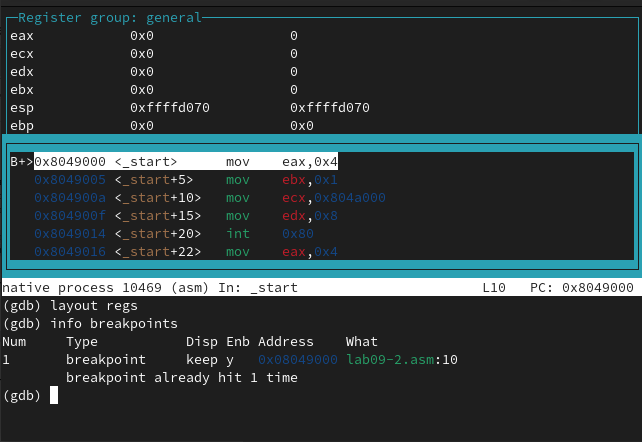 Register group: general
eax 0x0 0
ecx 0x0 0
edx 0x0 0
ebx 0x0 0
esp 0xffffd070 0xffffd070
ebp 0x0 0x0
B+>0x8049000 <_start> mov eax,0x4
0x8049005 <_start+5> mov ebx,0x1
0x804900a <_start+10> mov ecx,0x804a000
0x804900f <_start+15> mov edx,0x8
0x8049014 <_start+20> int 0x80
0x8049016 <_start+22> mov eax,0x4
native process 10469 (asm) In: _start L10 PC: 0x8049000
(gdb) layout regs
(gdb) info breakpoints
Num Type Disp Enb Address What
1 breakpoint keep y 0x08049000 lab09-2.asm:10
breakpoint already hit 1 time
(gdb)